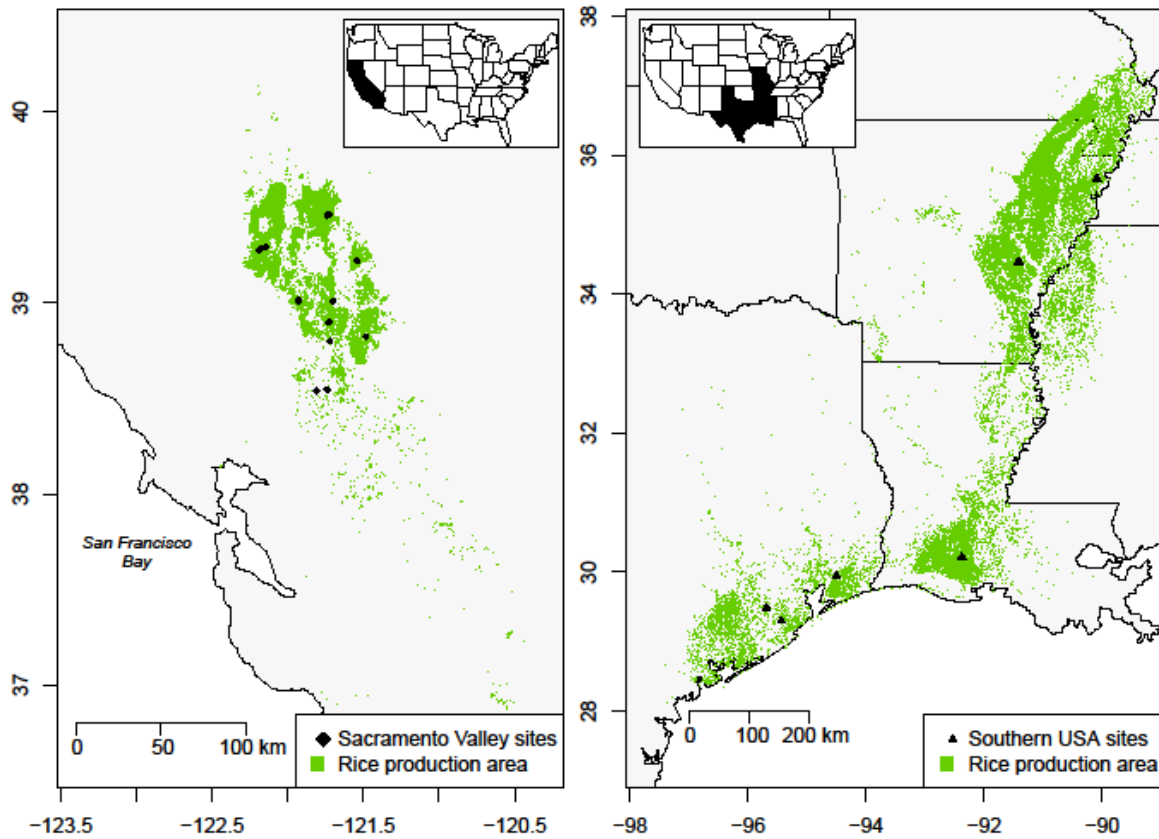 40
39
38
37
San Francisco
Bay
0 50 100 km
Sacramento Valley sites
Rice production area
−123.5 −122.5 −121.5 −120.5
38
36
34
32
30
28
0 100 200 km
Southern USA sites
Rice production area
−98 −96 −94 −92 −90